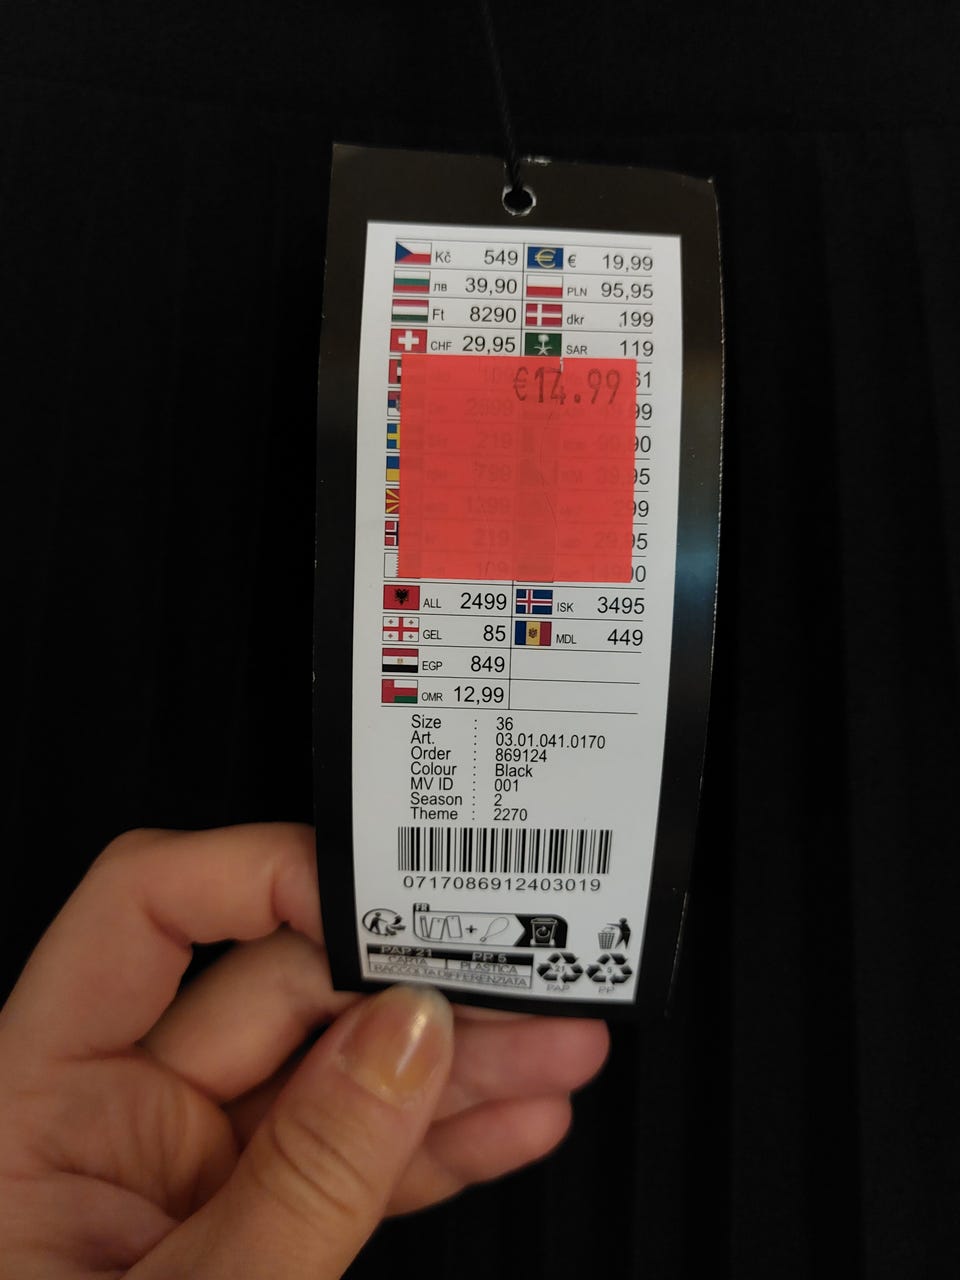 Kč 549 € 19,99
лв 39,90 PLN 95,95
Ft 8290 dkr 199
CHF 29,95 SAR 119
€14.99
ALL 2499 ISK 3495
GEL 85 MDL 449
EGP 849
OMR 12,99
Size : 36
Art. : 03.01.041.0170
Order : 869124
Colour : Black
MV ID : 001
Season : 2
Theme : 2270
0717086912403019
FR
PAP 21 PP 5
CARTA PLASTICA
RACCOLTA DIFFERENZIATA
21 5
PAP PP